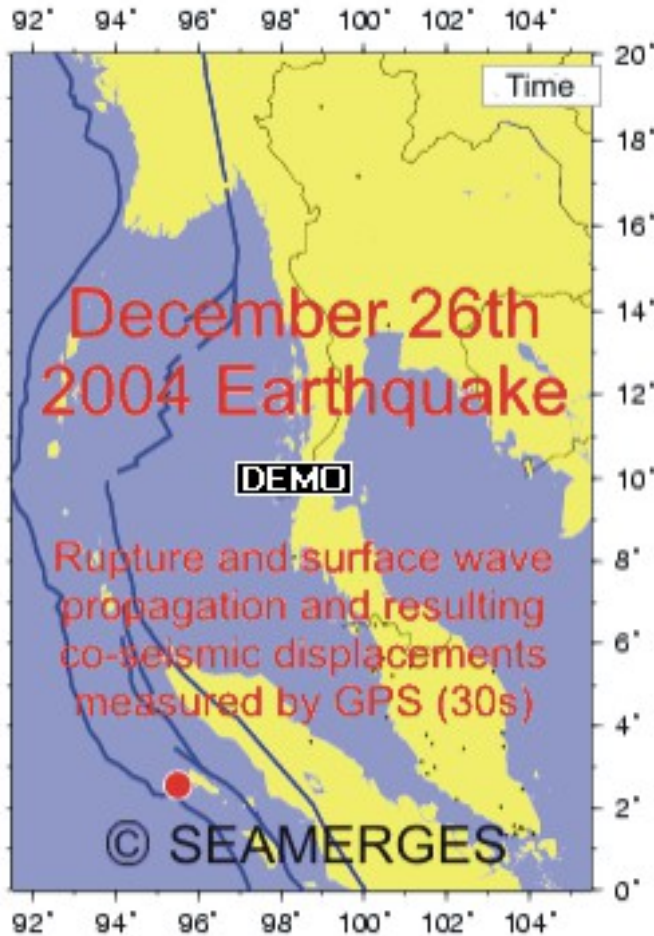 92° 94° 96° 98° 100° 102° 104°
20°
Time
18°
16°
14°
December 26th
2004 Earthquake
12°
DEMO
10°
Rupture and surface wave
8°
propagation and resulting
6°
co-seismic displacements
measured by GPS (30s)
4°
2°
© SEAMERGES
0°
92° 94° 96° 98° 100° 102° 104°